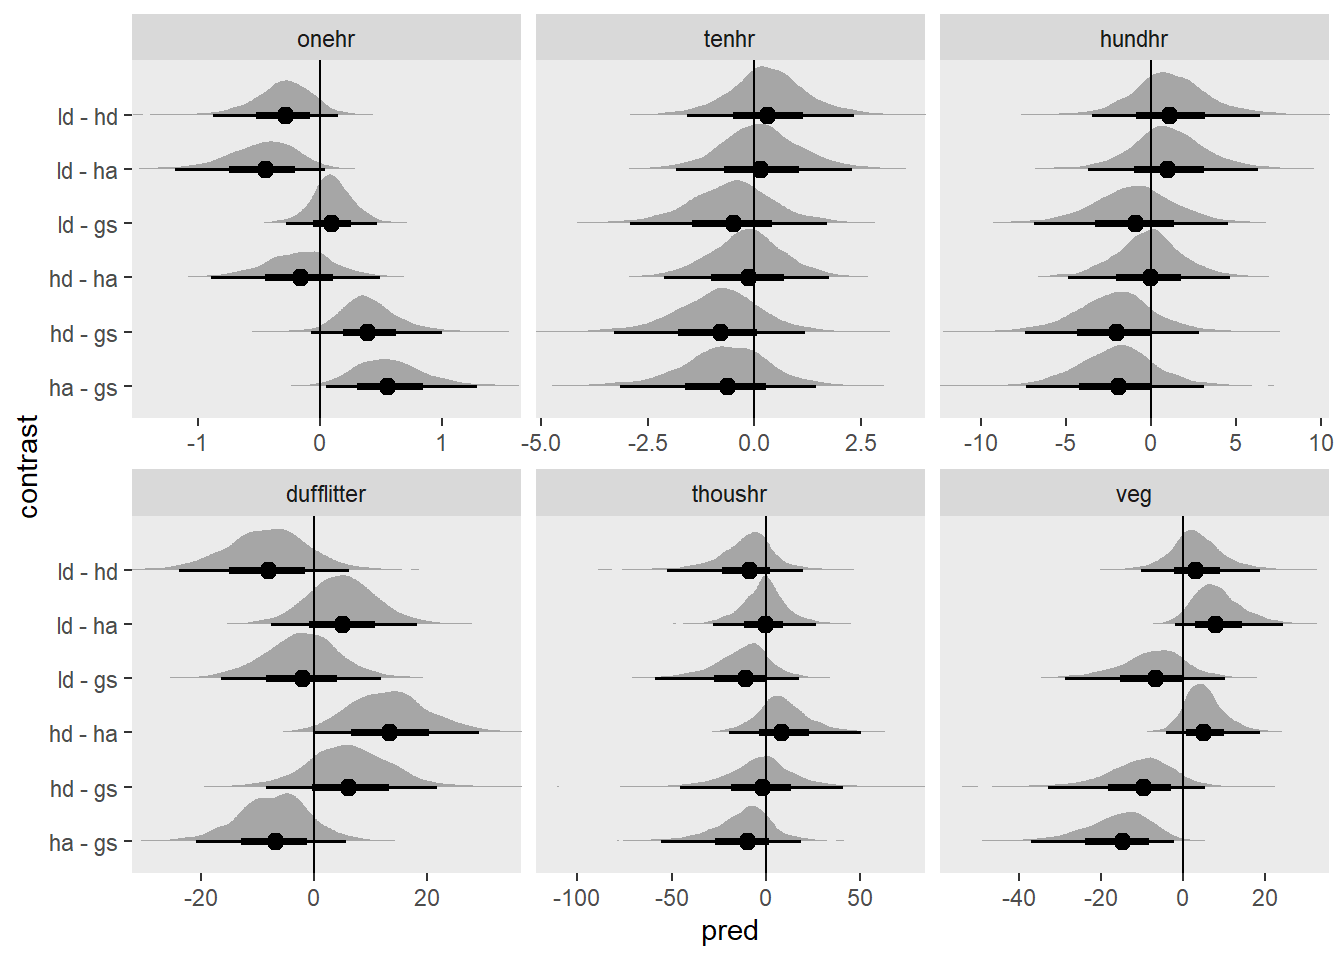 onehr tenhr hundhr
ld - hd
ld - ha
ld - gs
hd - ha
hd - gs
ha - gs
-1 0 1 -5.0 -2.5 0.0 2.5 -10 -5 0 5 10
contrast
dufflitter thoushr veg
ld - hd
ld - ha
ld - gs
hd - ha
hd - gs
ha - gs
-20 0 20 -100 -50 0 50 -40 -20 0 20
pred